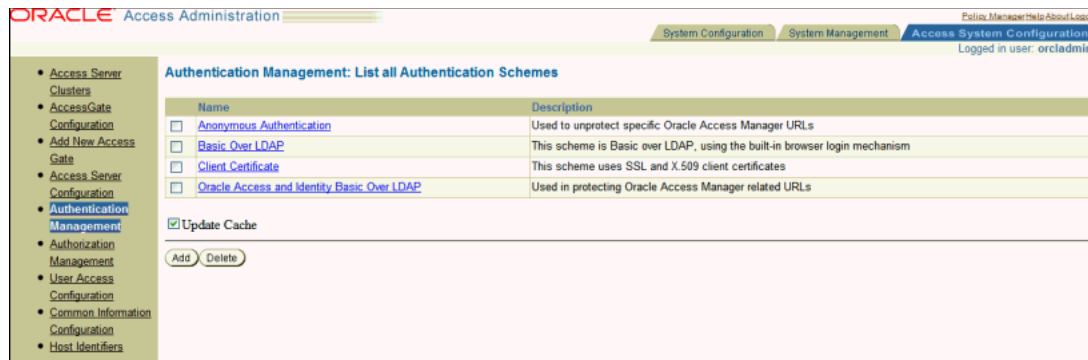 ORACLE Access Administration
Policy Manager Help About Logo
System Configuration
System Management
Access System Configuration
Logged in user: orcladmin
Access Server
Clusters
AccessGate
Configuration
Add New Access
Gate
Access Server
Configuration
Authentication
Management
Authorization
Management
User Access
Configuration
Common Information
Configuration
Host Identifiers
Authentication Management: List all Authentication Schemes
Name Description
Anonymous Authentication Used to unprotect specific Oracle Access Manager URLs
Basic Over LDAP This scheme is Basic over LDAP, using the built-in browser login mechanism
Client Certificate This scheme uses SSL and X.509 client certificates
Oracle Access and Identity Basic Over LDAP Used in protecting Oracle Access Manager related URLs
Update Cache
Add Delete